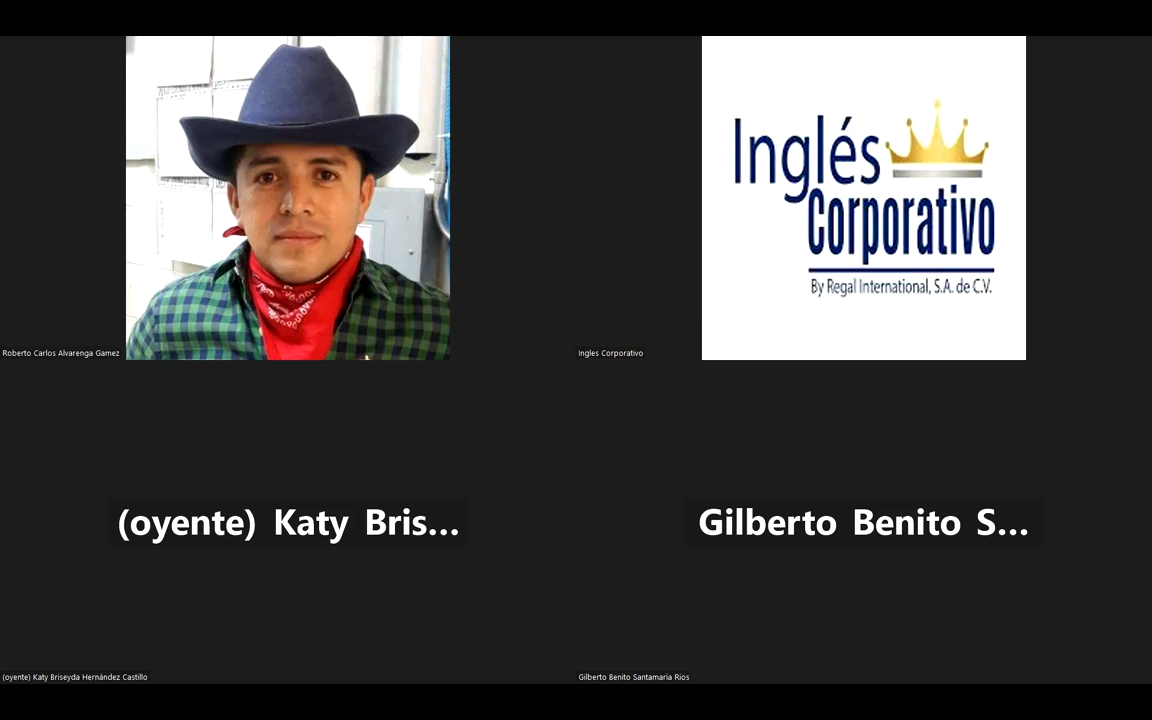 Inglés
Corporativo
By Regal International, S.A. de C.V.
Roberto Carlos Alvarenga Gamez
Ingles Corporativo
(oyente) Katy Bris...
Gilberto Benito S...
(oyente) Katy Briseyda Hernández Castillo
Gilberto Benito Santamaria Rios